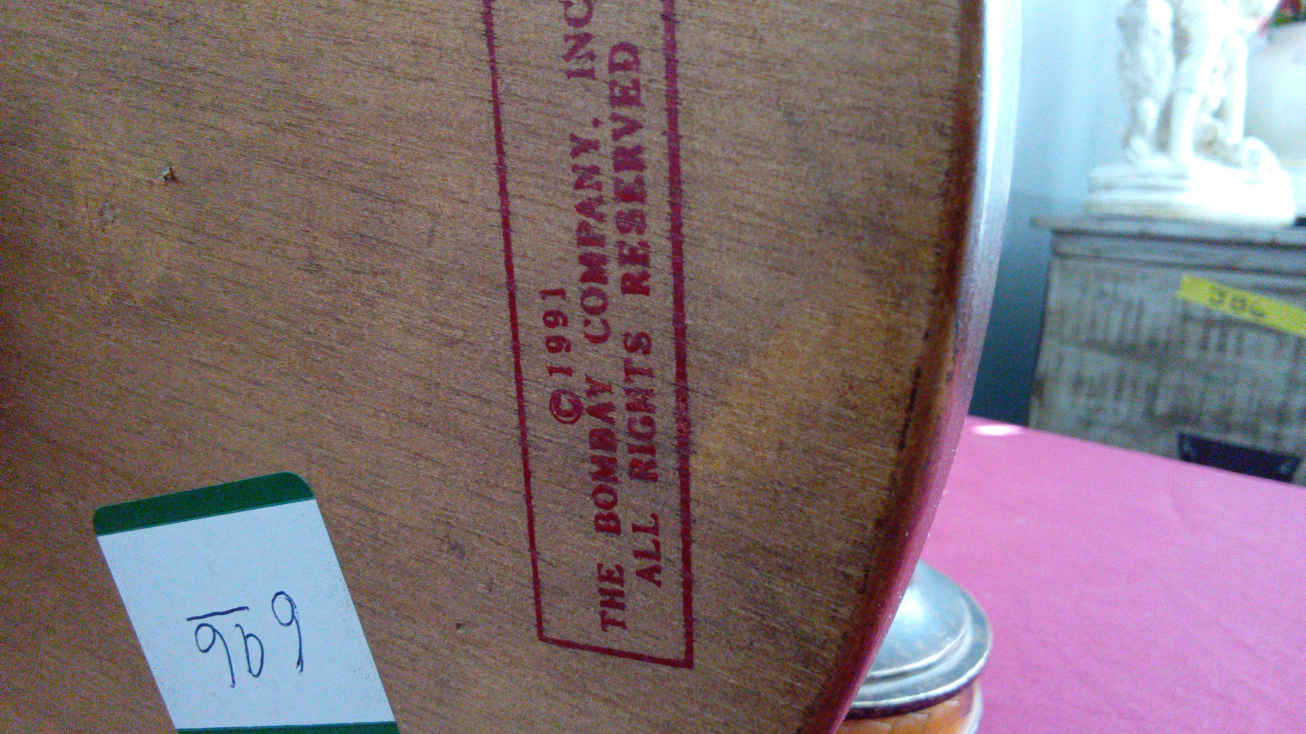 ©1991
THE BOMBAY COMPANY, INC
ALL RIGHTS RESERVED